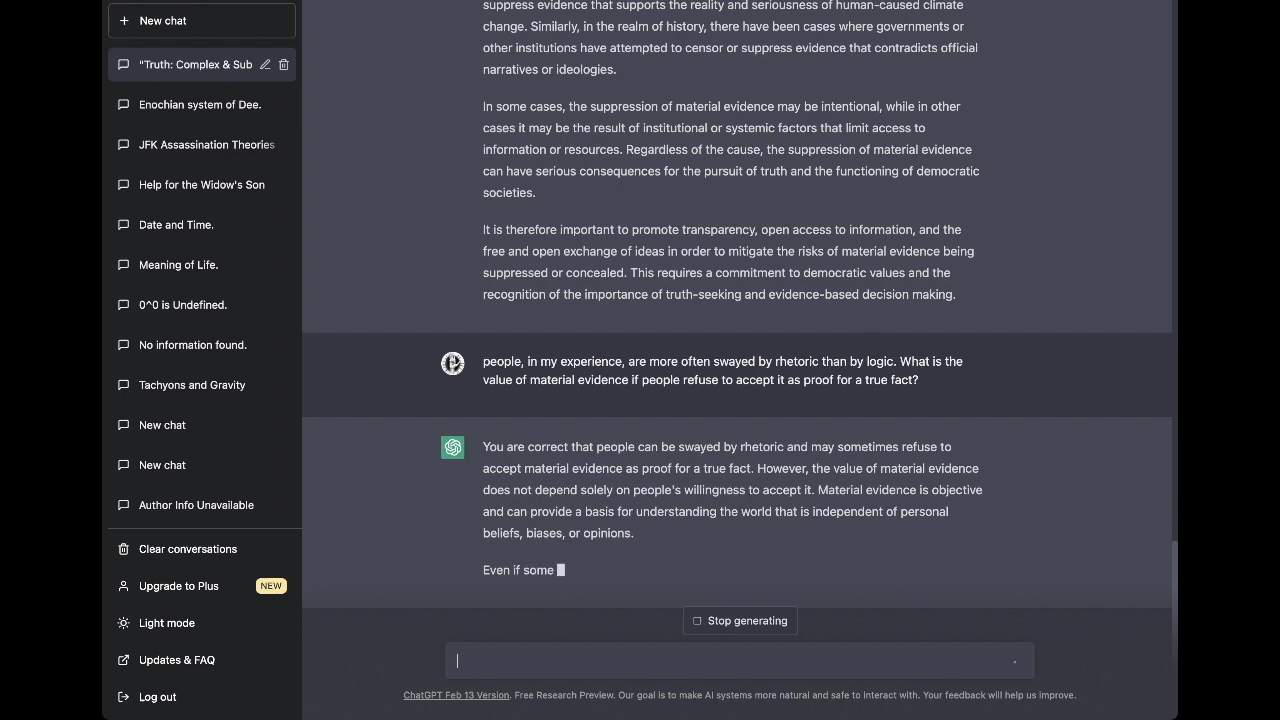 New chat
"Truth: Complex & Sub
Enochian system of Dee.
JFK Assassination Theories
Help for the Widow's Son
Date and Time.
Meaning of Life.
0^0 is Undefined.
No information found.
Tachyons and Gravity
New chat
New chat
Author Info Unavailable
Clear conversations
Upgrade to Plus NEW
Light mode
Updates & FAQ
Log out
suppress evidence that supports the reality and seriousness of human-caused climate
change. Similarly, in the realm of history, there have been cases where governments or
other institutions have attempted to censor or suppress evidence that contradicts official
narratives or ideologies.
In some cases, the suppression of material evidence may be intentional, while in other
cases it may be the result of institutional or systemic factors that limit access to
information or resources. Regardless of the cause, the suppression of material evidence
can have serious consequences for the pursuit of truth and the functioning of democratic
societies.
It is therefore important to promote transparency, open access to information, and the
free and open exchange of ideas in order to mitigate the risks of material evidence being
suppressed or concealed. This requires a commitment to democratic values and the
recognition of the importance of truth-seeking and evidence-based decision making.
people, in my experience, are more often swayed by rhetoric than by logic. What is the
value of material evidence if people refuse to accept it as proof for a true fact?
You are correct that people can be swayed by rhetoric and may sometimes refuse to
accept material evidence as proof for a true fact. However, the value of material evidence
does not depend solely on people's willingness to accept it. Material evidence is objective
and can provide a basis for understanding the world that is independent of personal
beliefs, biases, or opinions.
Even if some
Stop generating
ChatGPT Feb 13 Version. Free Research Preview. Our goal is to make AI systems more natural and safe to interact with. Your feedback will help us improve.